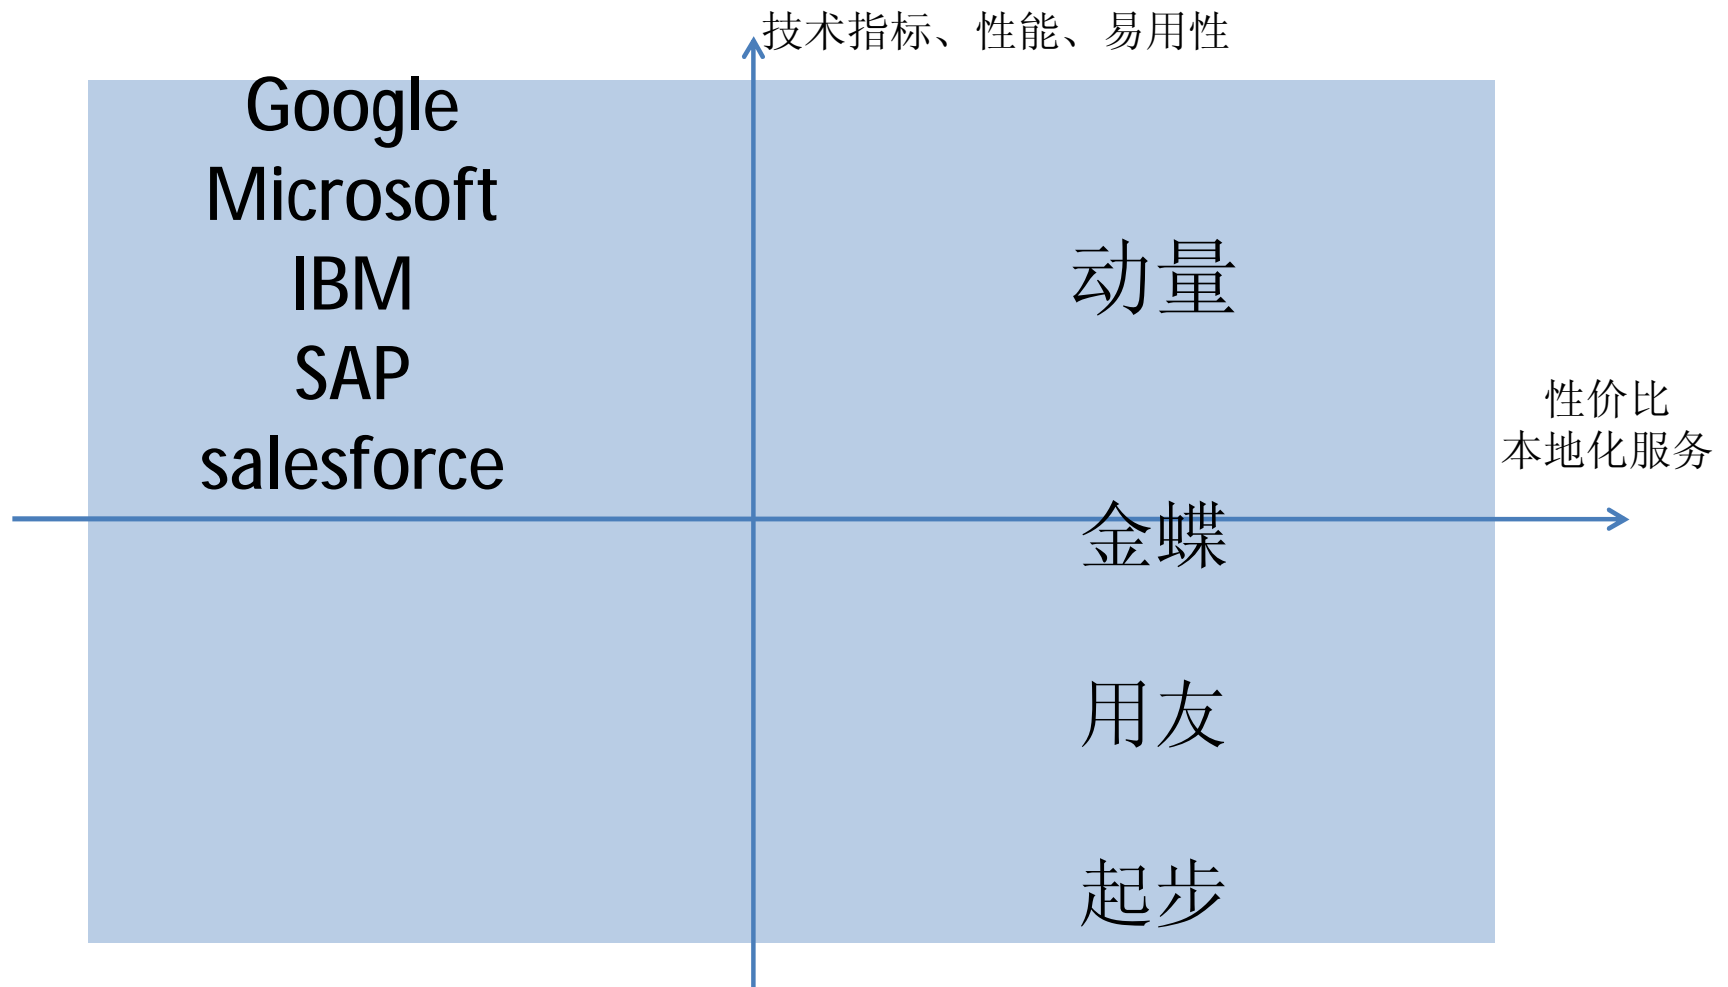 技术指标、性能、易用性
Google
Microsoft
IBM
SAP
salesforce
动量
性价比
本地化服务
金蝶
用友
起步